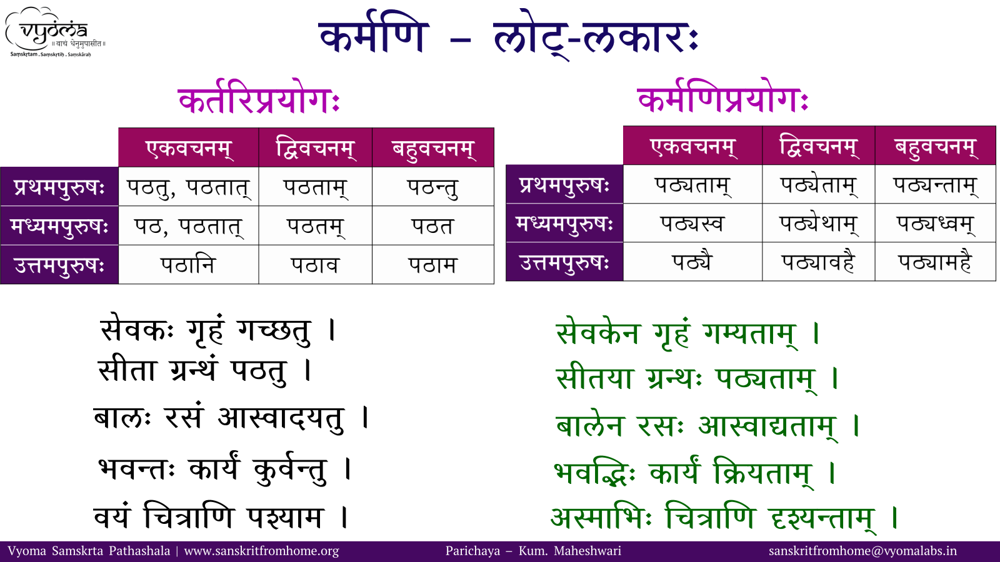 vyoma
॥ वाचं धेनुमुपासीत॥
Saṃskṛtam . Saṃskṛtiḥ . Saṃskāraḥ
कर्मणि – लोट्-लकारः
कर्तरिप्रयोगः
एकवचनम् द्विवचनम् बहुवचनम्
प्रथमपुरुषः पठतु, पठतात् पठताम् पठन्तु
मध्यमपुरुषः पठ, पठतात् पठतम् पठत
उत्तमपुरुषः पठानि पठाव पठाम
कर्मणिप्रयोगः
एकवचनम् द्विवचनम् बहुवचनम्
प्रथमपुरुषः पठ्यताम् पठ्येताम् पठ्यन्ताम्
मध्यमपुरुषः पठ्यस्व पठ्येथाम् पठ्यध्वम्
उत्तमपुरुषः पठ्यै पठ्यावहै पठ्यामहै
सेवकः गृहं गच्छतु ।
सीता ग्रन्थं पठतु ।
बालः रसं आस्वादयतु ।
भवन्तः कार्यं कुर्वन्तु ।
वयं चित्राणि पश्याम ।
सेवकेन गृहं गम्यताम् ।
सीतया ग्रन्थः पठ्यताम् ।
बालेन रसः आस्वाद्यताम् ।
भवद्भिः कार्यं क्रियताम् ।
अस्माभिः चित्राणि दृश्यन्ताम् ।
Vyoma Samskrta Pathashala | www.sanskritfromhome.org
Parichaya – Kum. Maheshwari
sanskritfromhome@vyomalabs.in